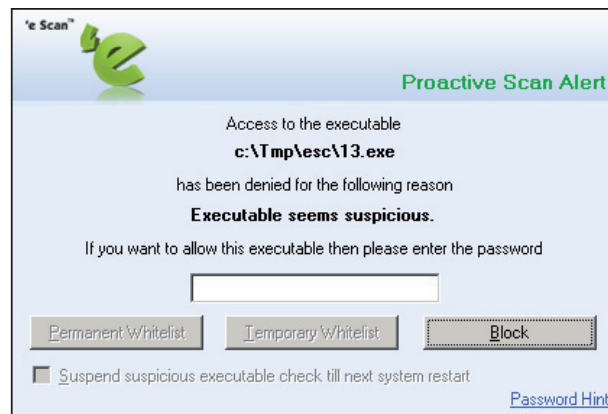 'e Scan™
Proactive Scan Alert
Access to the executable
c:\Tmp\esc\13.exe
has been denied for the following reason
Executable seems suspicious.
If you want to allow this executable then please enter the password
Permanent Whitelist Temporary Whitelist Block
Suspend suspicious executable check till next system restart
Password Hint